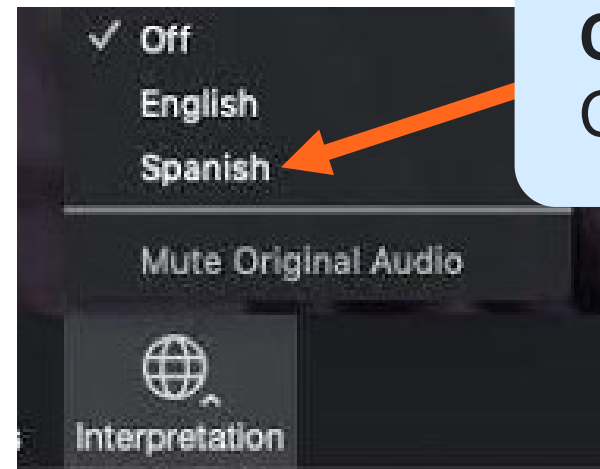 Off
English
Spanish
Mute Original Audio
Interpretation